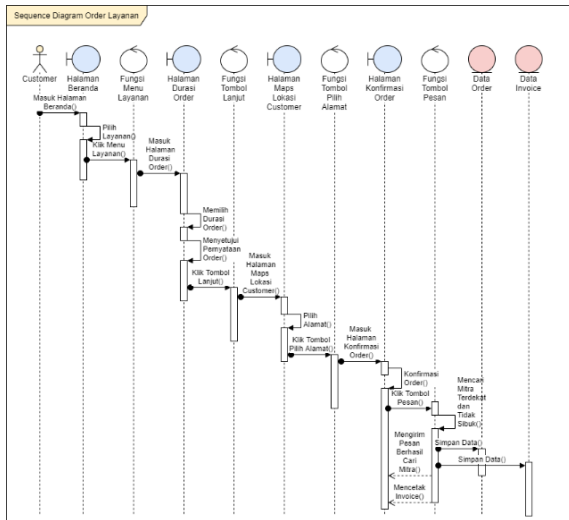 Sequence Diagram Order Layanan
Customer
Halaman
Beranda
Fungsi
Menu
Layanan
Halaman
Durasi
Order
Fungsi
Tombol
Lanjut
Halaman
Maps
Lokasi
Customer
Fungsi
Tombol
Pilih
Alamat
Halaman
Konfirmasi
Order
Fungsi
Tombol
Pesan
Data
Order
Data
Invoice
Masuk Halaman
Beranda()
Pilih
Layanan()
Klik Menu
Layanan()
Masuk
Halaman
Durasi
Order()
Memilih
Durasi
Order()
Menyetujui
Pernyataan
Order()
Klik Tombol
Lanjut()
Masuk
Halaman
Maps
Lokasi
Customer()
Pilih
Alamat()
Klik Tombol
Pilih Alamat()
Masuk
Halaman
Konfirmasi
Order()
Konfirmasi
Order()
Klik Tombol
Pesan()
Mencari
Mitra
Terdekat
dan
Tidak
Sibuk()
Simpan Data()
Simpan Data()
Mengirim
Pesan
Berhasil
Cari
Mitra()
Mencetak
Invoice()